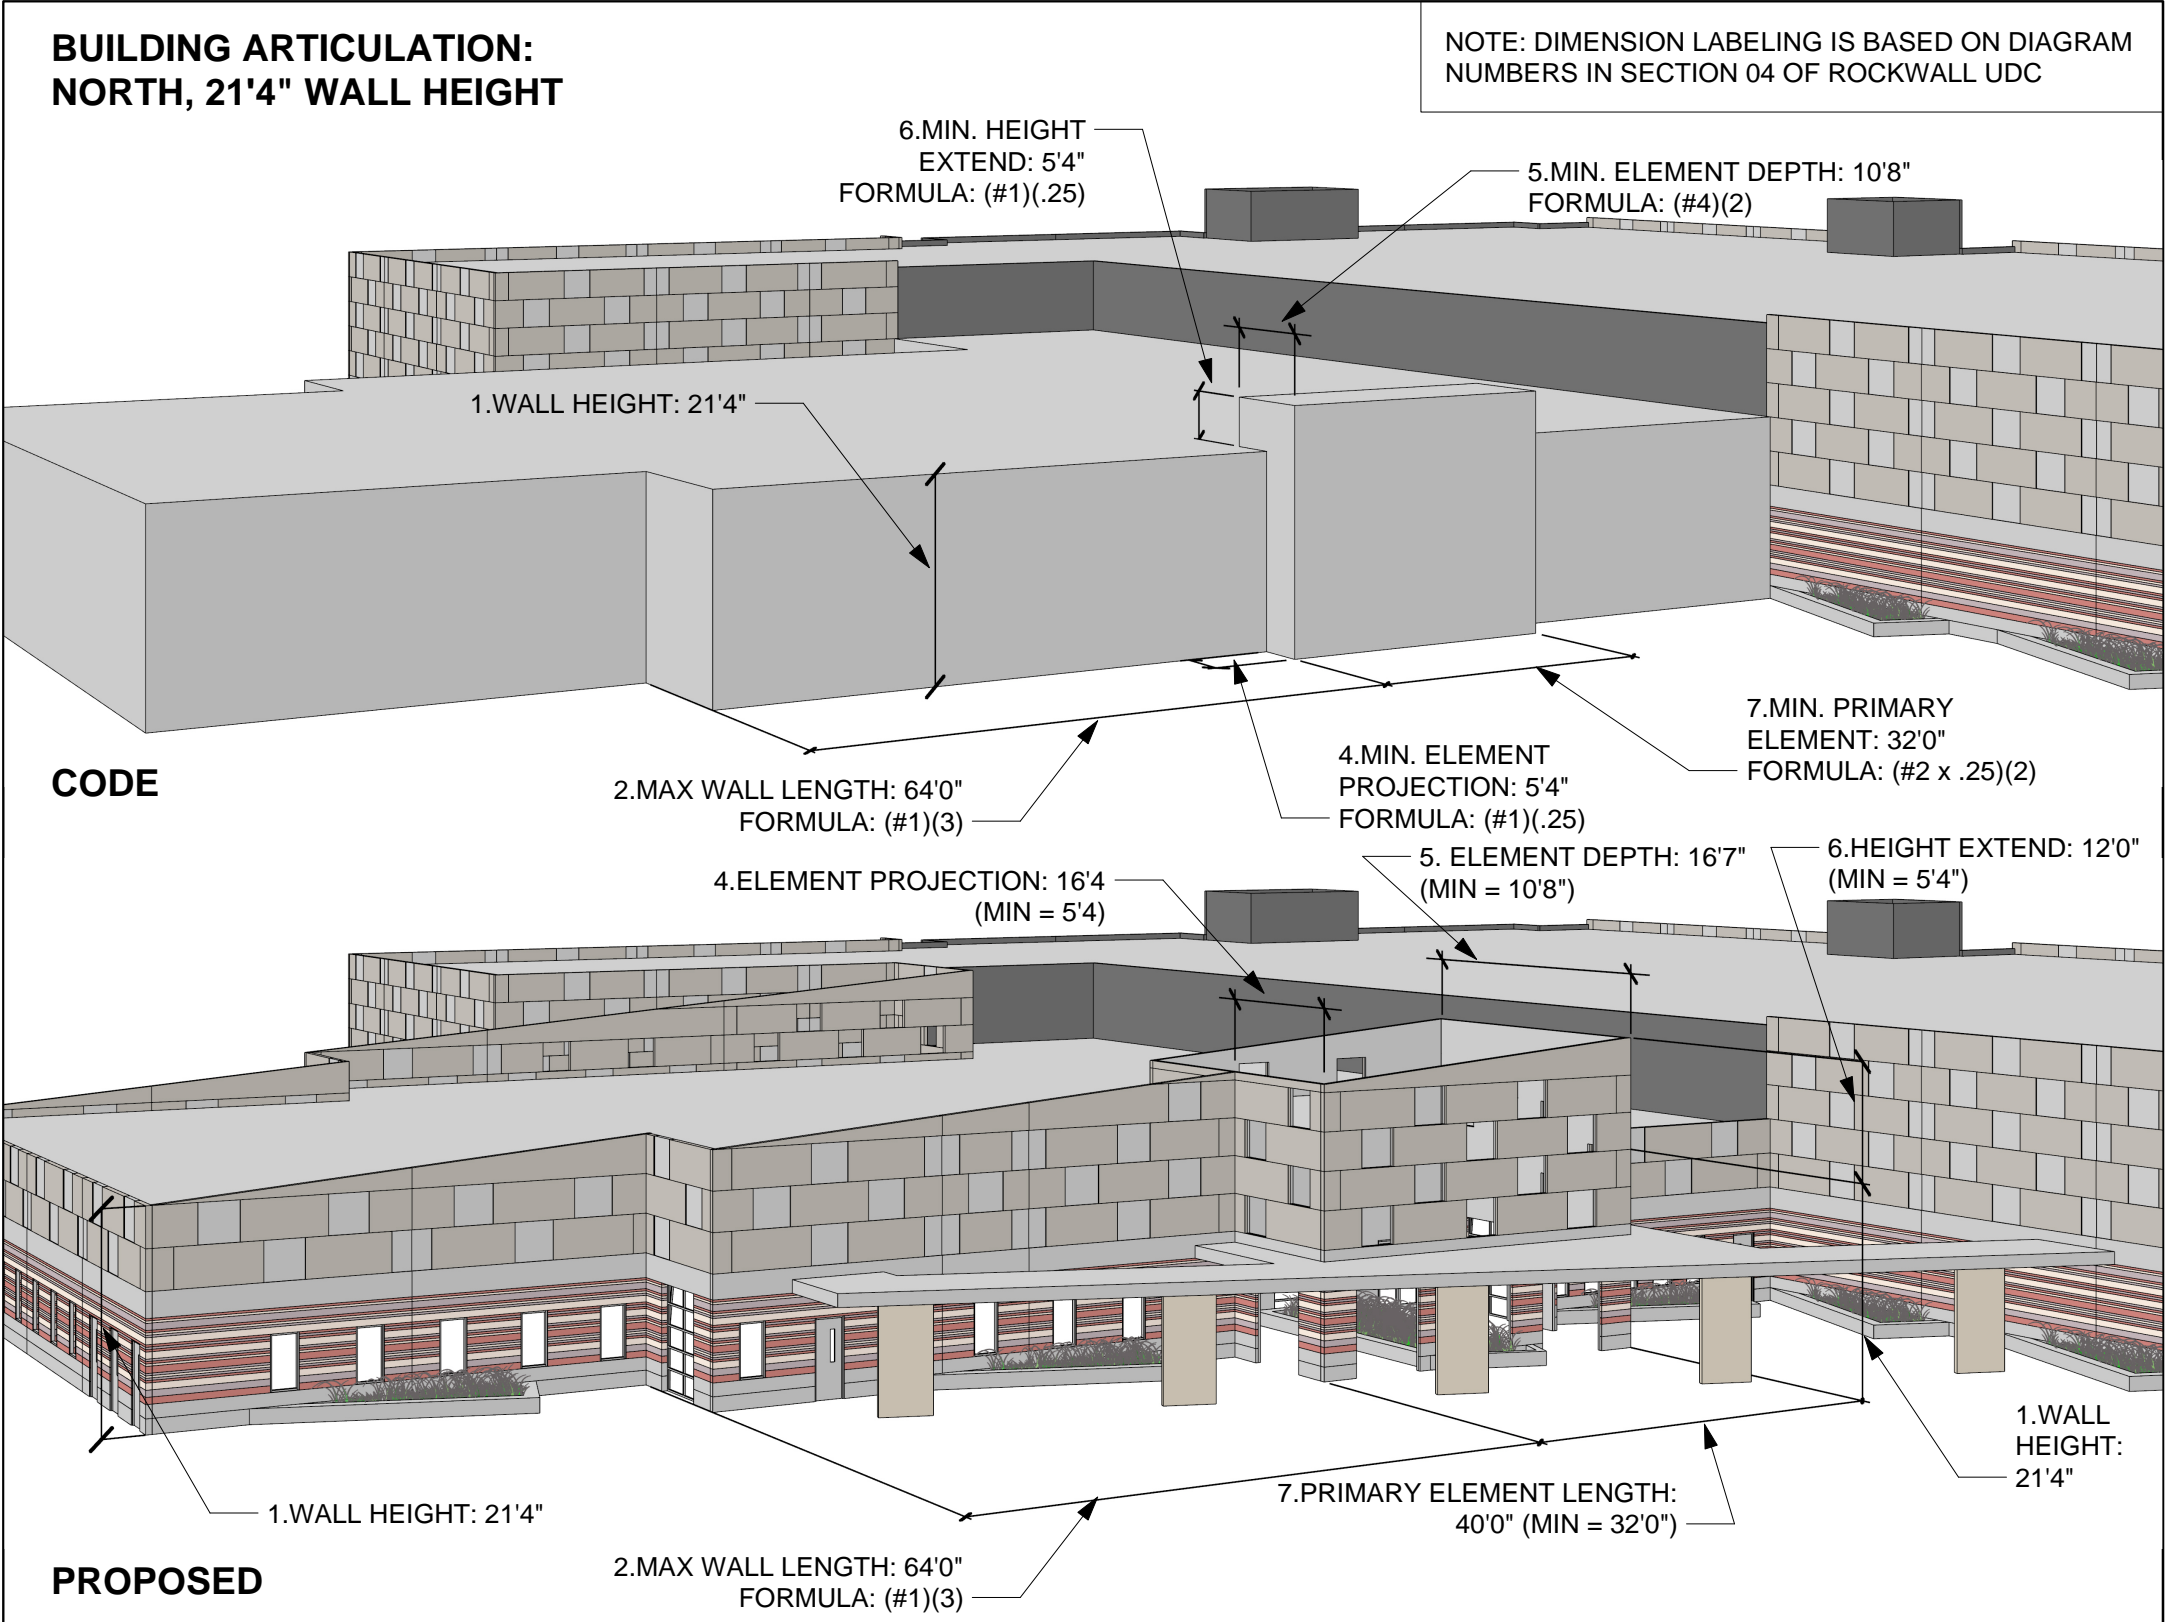 BUILDING ARTICULATION:
NORTH, 21'4" WALL HEIGHT
NOTE: DIMENSION LABELING IS BASED ON DIAGRAM
NUMBERS IN SECTION 04 OF ROCKWALL UDC
6.MIN. HEIGHT
EXTEND: 5'4"
FORMULA: (#1)(.25)
5.MIN. ELEMENT DEPTH: 10'8"
FORMULA: (#4)(2)
1.WALL HEIGHT: 21'4"
7.MIN. PRIMARY
ELEMENT: 32'0"
FORMULA: (#2 x .25)(2)
4.MIN. ELEMENT
PROJECTION: 5'4"
FORMULA: (#1)(.25)
2.MAX WALL LENGTH: 64'0"
FORMULA: (#1)(3)
CODE
4.ELEMENT PROJECTION: 16'4
(MIN = 5'4)
5. ELEMENT DEPTH: 16'7"
(MIN = 10'8")
6.HEIGHT EXTEND: 12'0"
(MIN = 5'4")
1.WALL
HEIGHT:
21'4"
1.WALL HEIGHT: 21'4"
7.PRIMARY ELEMENT LENGTH:
40'0" (MIN = 32'0")
2.MAX WALL LENGTH: 64'0"
FORMULA: (#1)(3)
PROPOSED